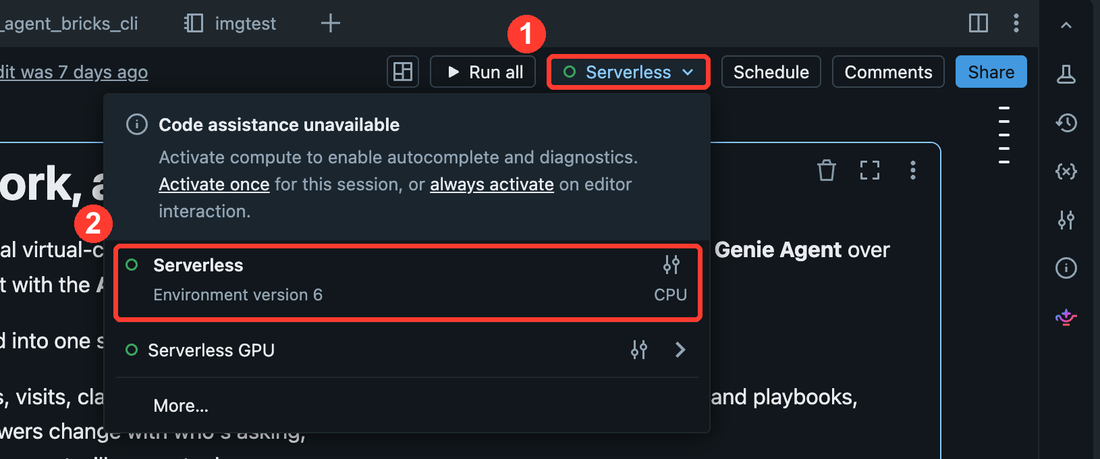 _agent_bricks_cli
imgtest
1
dit was 7 days ago
Run all
Serverless
Schedule
Comments
Share
Code assistance unavailable
Activate compute to enable autocomplete and diagnostics.
Activate once for this session, or always activate on editor
interaction.
ork, a
2
al virtual-c
Genie Agent over
t with the A
Serverless
Environment version 6
CPU
d into one s
Serverless GPU
s, visits, cla
and playbooks,
More...
wers change with who's asking,